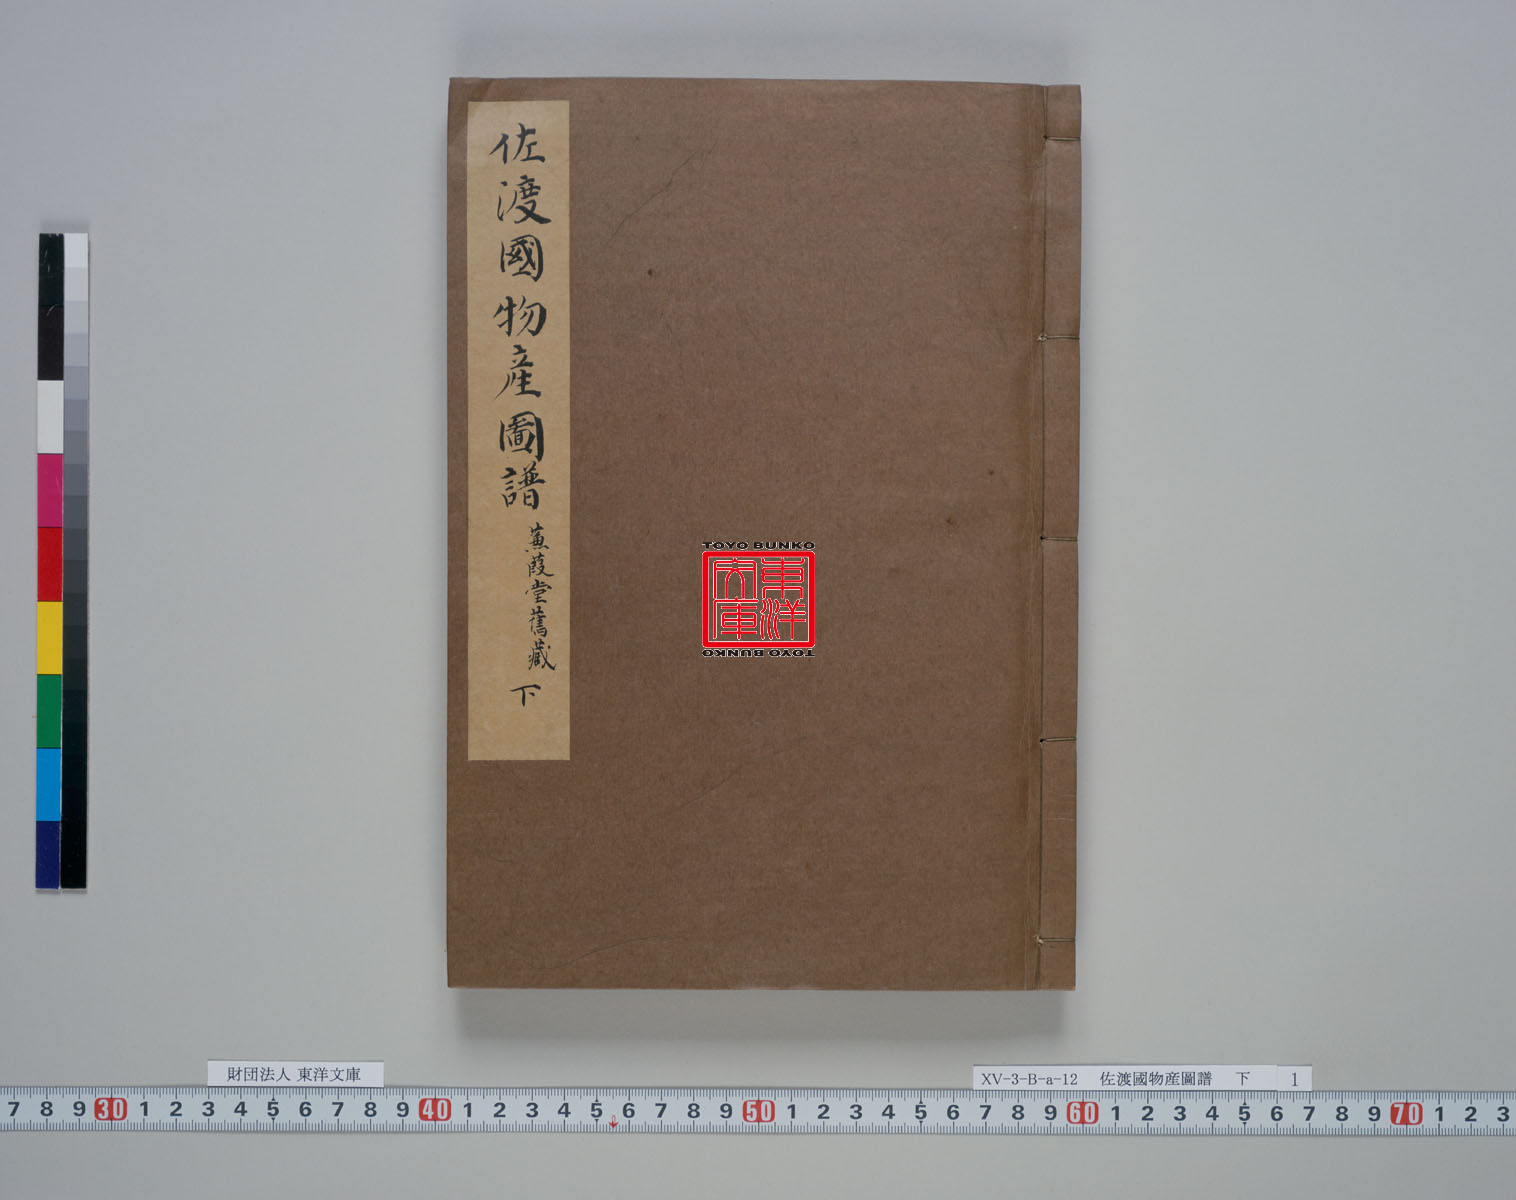 佐渡國物産圖譜 蒹葭堂舊藏 下
TOYO BUNKO
東洋文庫
TOYO BUNKO
財団法人 東洋文庫
XV-3-B-a-12 佐渡國物産圖譜 下 1
7 8 9 30 1 2 3 4 5 6 7 8 9 40 1 2 3 4 5 6 7 8 9 50 1 2 3 4 5 6 7 8 9 60 1 2 3 4 5 6 7 8 9 70 1 2 3